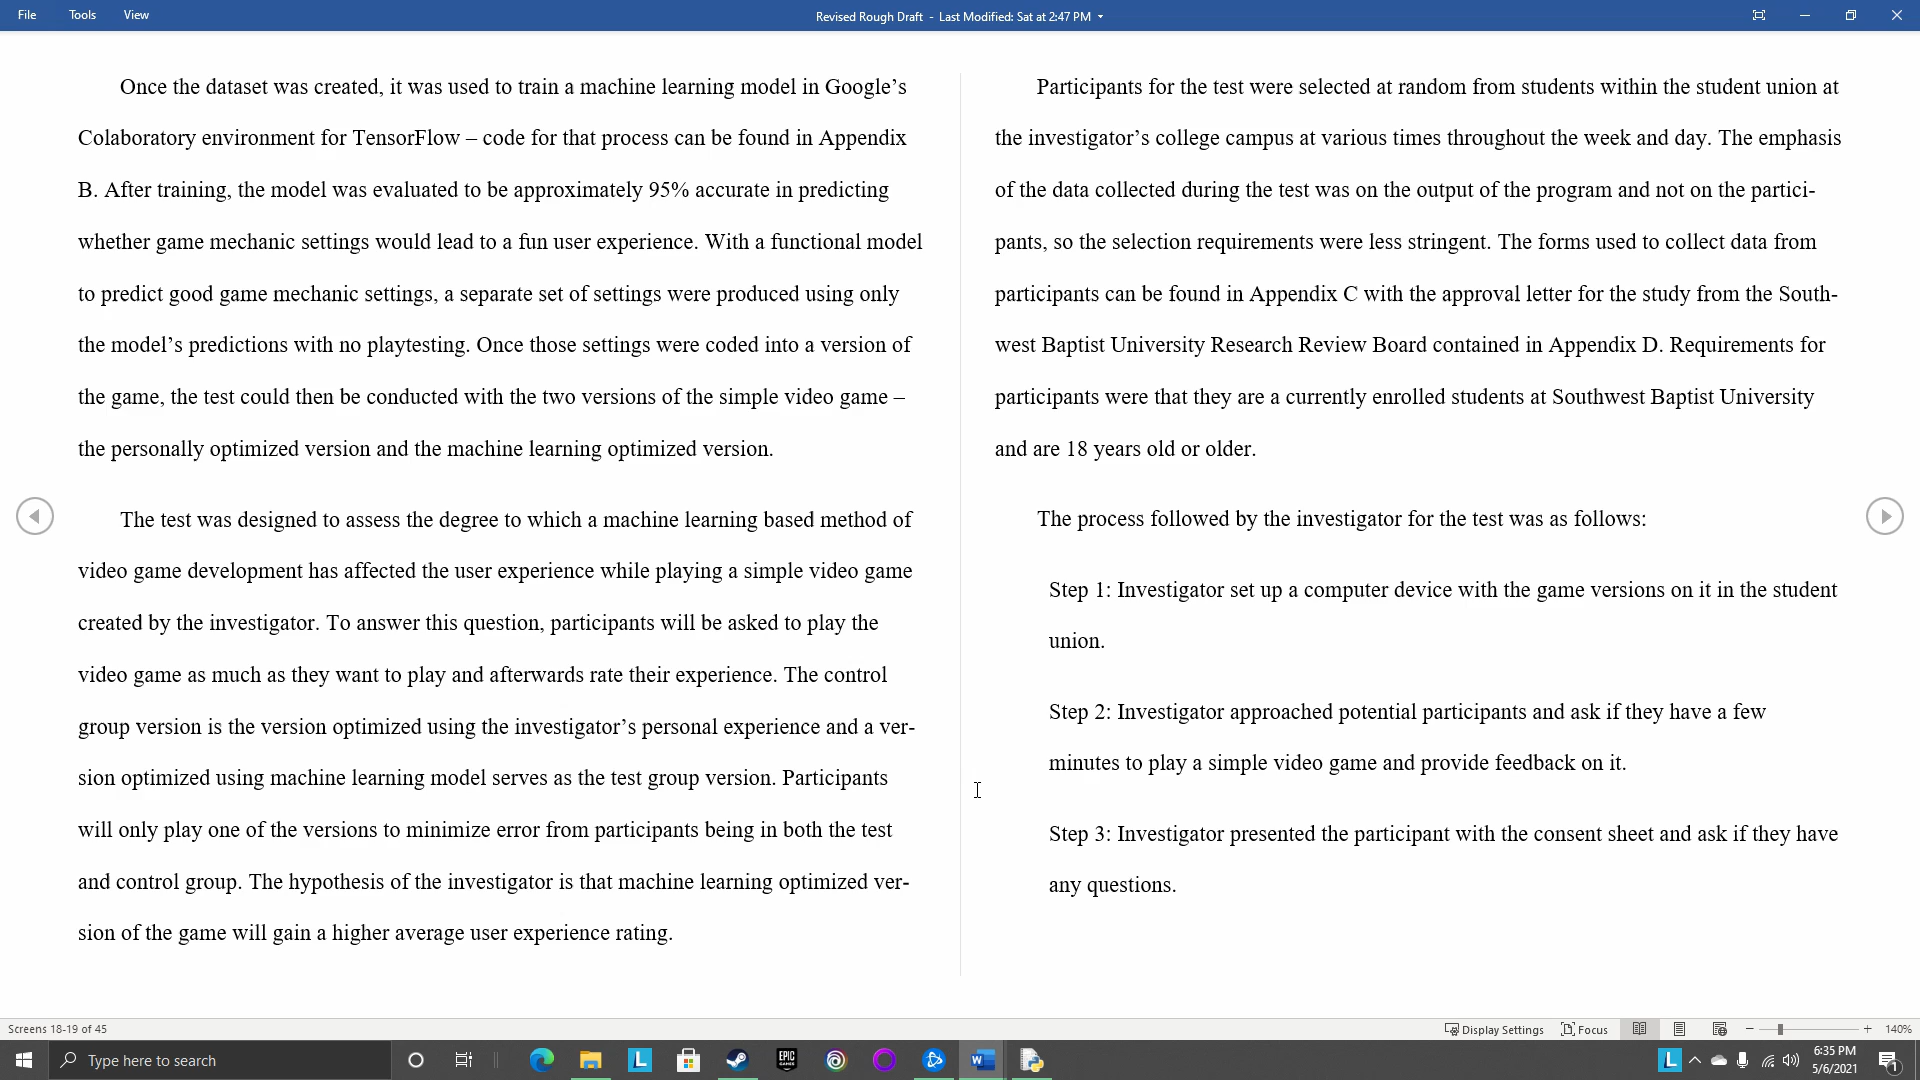 File Tools View
Revised Rough Draft - Last Modified: Sat at 2:47 PM
Once the dataset was created, it was used to train a machine learning model in Google’s
Colaboratory environment for TensorFlow – code for that process can be found in Appendix
B. After training, the model was evaluated to be approximately 95% accurate in predicting
whether game mechanic settings would lead to a fun user experience. With a functional model
to predict good game mechanic settings, a separate set of settings were produced using only
the model’s predictions with no playtesting. Once those settings were coded into a version of
the game, the test could then be conducted with the two versions of the simple video game –
the personally optimized version and the machine learning optimized version.
The test was designed to assess the degree to which a machine learning based method of
video game development has affected the user experience while playing a simple video game
created by the investigator. To answer this question, participants will be asked to play the
video game as much as they want to play and afterwards rate their experience. The control
group version is the version optimized using the investigator’s personal experience and a ver-
sion optimized using machine learning model serves as the test group version. Participants
will only play one of the versions to minimize error from participants being in both the test
and control group. The hypothesis of the investigator is that machine learning optimized ver-
sion of the game will gain a higher average user experience rating.
Participants for the test were selected at random from students within the student union at
the investigator’s college campus at various times throughout the week and day. The emphasis
of the data collected during the test was on the output of the program and not on the partici-
pants, so the selection requirements were less stringent. The forms used to collect data from
participants can be found in Appendix C with the approval letter for the study from the South-
west Baptist University Research Review Board contained in Appendix D. Requirements for
participants were that they are a currently enrolled students at Southwest Baptist University
and are 18 years old or older.
The process followed by the investigator for the test was as follows:
Step 1: Investigator set up a computer device with the game versions on it in the student
union.
Step 2: Investigator approached potential participants and ask if they have a few
minutes to play a simple video game and provide feedback on it.
Step 3: Investigator presented the participant with the consent sheet and ask if they have
any questions.
Screens 18-19 of 45
Display Settings Focus 140%
Type here to search
L
EPIC GAMES
W
L
6:35 PM
5/6/2021
1